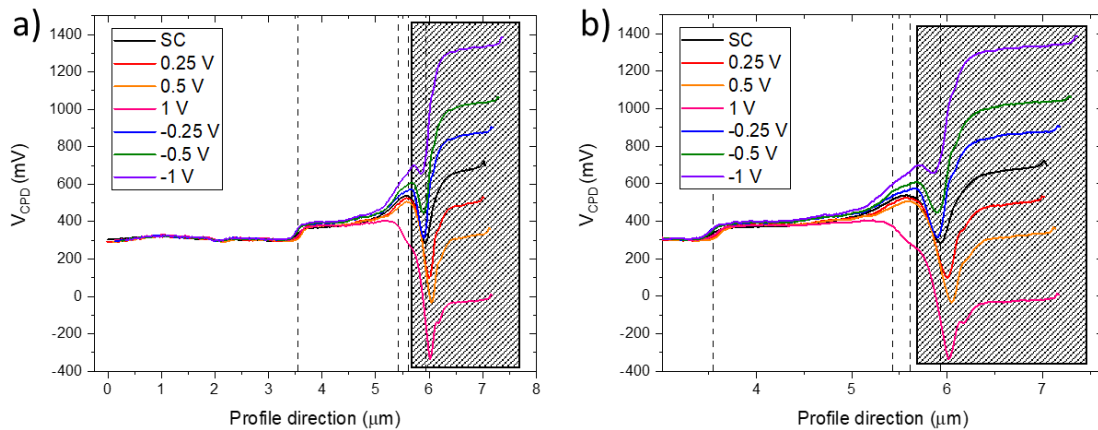 a)
V_CPD (mV)
1400
1200
1000
800
600
400
200
0
-200
-400
SC
0.25 V
0.5 V
1 V
-0.25 V
-0.5 V
-1 V
0 1 2 3 4 5 6 7 8
Profile direction (μm)
b)
V_CPD (mV)
1400
1200
1000
800
600
400
200
0
-200
-400
SC
0.25 V
0.5 V
1 V
-0.25 V
-0.5 V
-1 V
4 5 6 7
Profile direction (μm)